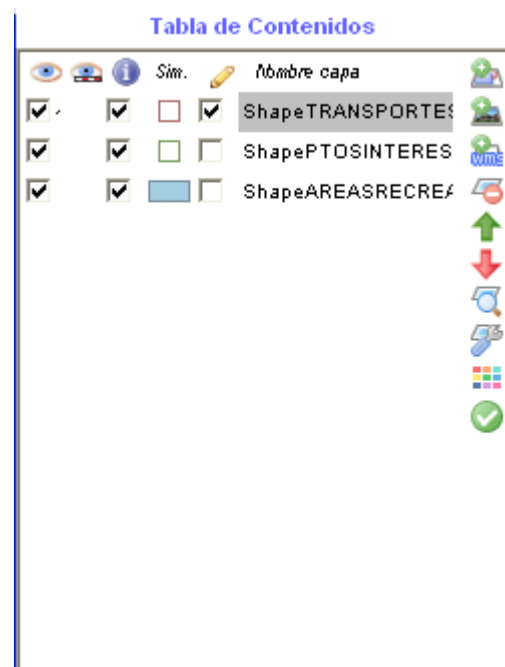 Tabla de Contenidos
Sim. Nombre capa
ShapeTRANSPORTES
ShapePTOSINTERES
wms
ShapeAREASRECREA